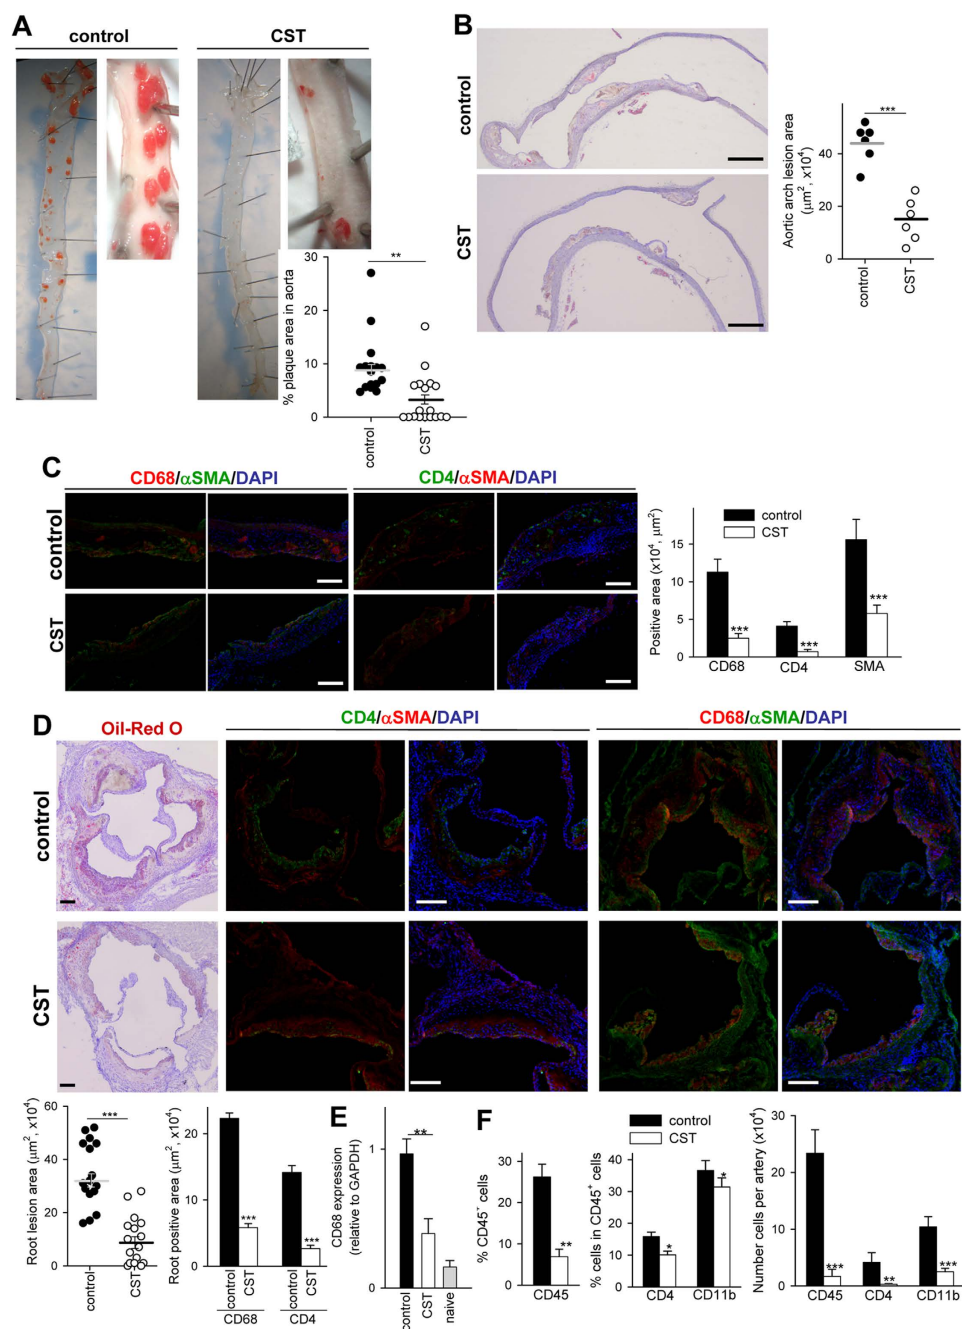 A
control
CST
30
20
10
0
% plaque area in aorta
**
control
CST
B
control
CST
40
20
0
Aortic arch lesion area
(μm², x10⁴)
***
control
CST
C
CD68/αSMA/DAPI
CD4/αSMA/DAPI
control
CST
control
CST
15
10
5
0
Positive area (x10⁴, μm²)
***
***
***
CD68
CD4
SMA
D
Oil-Red O
CD4/αSMA/DAPI
CD68/αSMA/DAPI
control
CST
60
40
20
0
Root lesion area (μm², x10⁴)
***
control
CST
20
10
0
Root positive area (μm², x10⁴)
***
***
control
CST
control
CST
CD68
CD4
E
1
0
CD68 expression
(relative to GAPDH)
**
control
CST
naive
F
control
CST
30
20
10
0
% CD45⁺ cells
**
CD45
40
30
20
10
0
% cells in CD45⁺ cells
*
*
CD4
CD11b
30
20
10
0
Number cells per artery (x10⁴)
***
**
***
CD45
CD4
CD11b